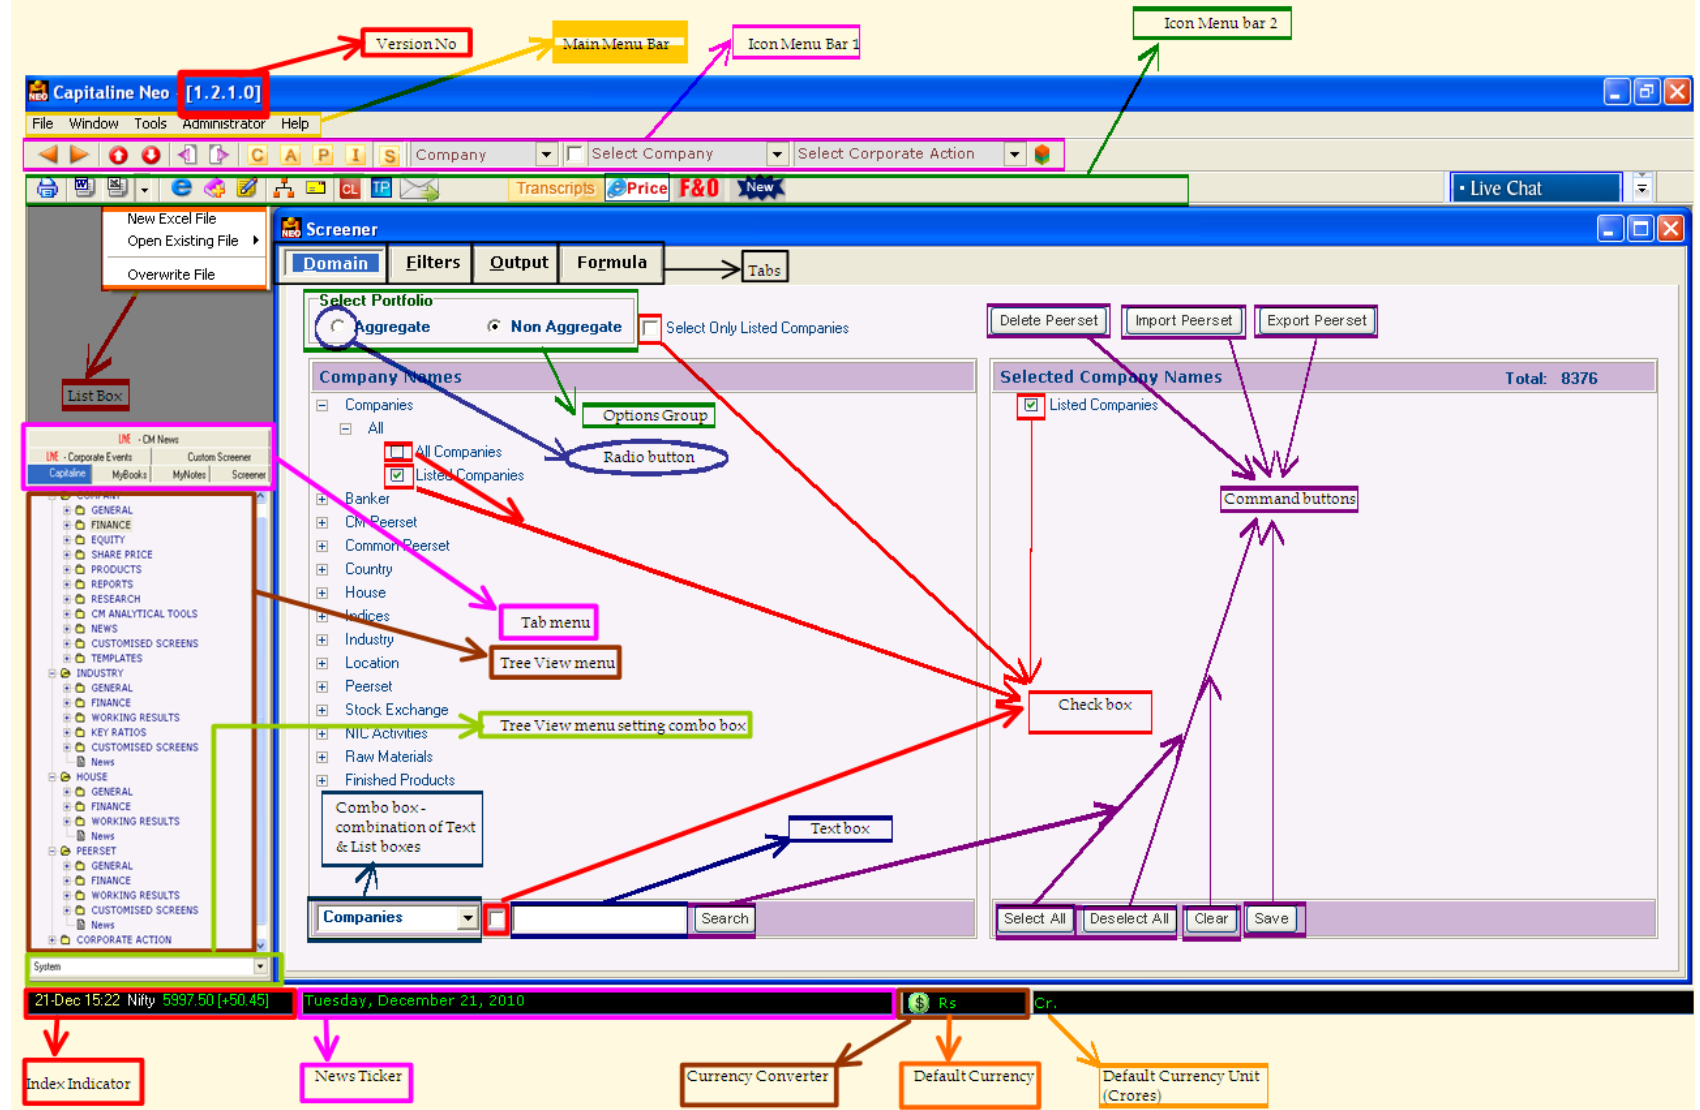 Icon Menu bar 2
Version No
Main Menu Bar
Icon Menu Bar 1
Capitaline Neo - [1.2.1.0]
File Window Tools Administrator Help
C A P I S Company Select Company Select Corporate Action
CL TP Transcripts Price F&O New • Live Chat
New Excel File
Open Existing File
Overwrite File
Screener
Domain Filters Output Formula
Tabs
Select Portfolio
Aggregate Non Aggregate Select Only Listed Companies
Delete Peerset Import Peerset Export Peerset
Company Names
Selected Company Names Total: 8376
List Box
Companies
Listed Companies
Options Group
All
All Companies
Radio button
Listed Companies
LIVE - CM News
LIVE - Corporate Events Custom Screener
Capitaline MyBooks MyNotes Screener
Banker
CM Peerset
Common Peerset
Country
House
Indices
Industry
Location
Peerset
Stock Exchange
NIC Activities
Raw Materials
Finished Products
Command buttons
COMPANY
GENERAL
FINANCE
EQUITY
SHARE PRICE
PRODUCTS
REPORTS
RESEARCH
CM ANALYTICAL TOOLS
NEWS
CUSTOMISED SCREENS
TEMPLATES
INDUSTRY
GENERAL
FINANCE
WORKING RESULTS
KEY RATIOS
CUSTOMISED SCREENS
News
HOUSE
GENERAL
FINANCE
WORKING RESULTS
News
PEERSET
GENERAL
FINANCE
WORKING RESULTS
CUSTOMISED SCREENS
News
CORPORATE ACTION
System
Tab menu
Tree View menu
Tree View menu setting combo box
Check box
Combo box -
combination of Text
& List boxes
Text box
Companies Search
Select All Deselect All Clear Save
21-Dec 15:22 Nifty 5997.50 [+50.45] Tuesday, December 21, 2010 $ Rs Cr.
Index Indicator
News Ticker
Currency Converter
Default Currency
Default Currency Unit
(Crores)